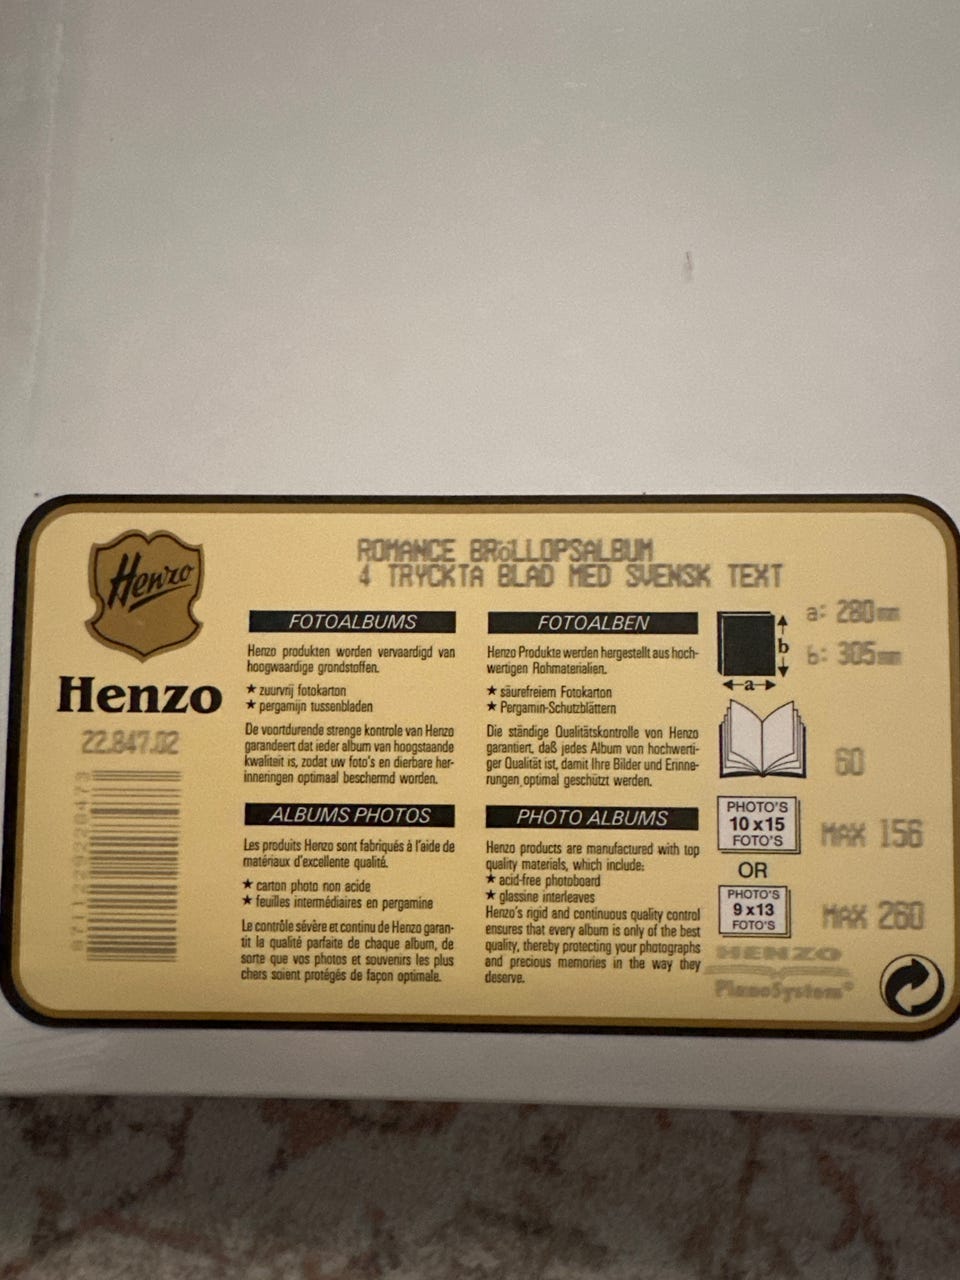 Henzo
Henzo
22.847.02
ROMANCE BRöLLOPSALBUM
4 TRYCKTA BLAD MED SVENSK TEXT
FOTOALBUMS
Henzo produkten worden vervaardigd van
hoogwaardige grondstoffen.
★ zuurvrij fotokarton
★ pergamijn tussenbladen
De voortdurende strenge kontrole van Henzo
garandeert dat ieder album van hoogstaande
kwaliteit is, zodat uw foto's en dierbare her-
inneringen optimaal beschermd worden.
FOTOALBEN
Henzo Produkte werden hergestellt aus hoch-
wertigen Rohmaterialien.
★ säurefreiem Fotokarton
★ Pergamin-Schutzblättern
Die ständige Qualitätskontrolle von Henzo
garantiert, daß jedes Album von hochwerti-
ger Qualität ist, damit Ihre Bilder und Erinne-
rungen optimal geschützt werden.
ALBUMS PHOTOS
Les produits Henzo sont fabriqués à l'aide de
matériaux d'excellente qualité.
★ carton photo non acide
★ feuilles intermédiaires en pergamine
Le contrôle sévère et continu de Henzo garan-
tit la qualité parfaite de chaque album, de
sorte que vos photos et souvenirs les plus
chers soient protégés de façon optimale.
PHOTO ALBUMS
Henzo products are manufactured with top
quality materials, which include:
★ acid-free photoboard
★ glassine interleaves
Henzo's rigid and continuous quality control
ensures that every album is only of the best
quality, thereby protecting your photographs
and precious memories in the way they
deserve.
a: 280mm
b
b: 305mm
a
60
PHOTO'S
10 x 15
FOTO'S
MAX 156
OR
PHOTO'S
9 x 13
FOTO'S
MAX 260
HENZO
PlanoSystem®